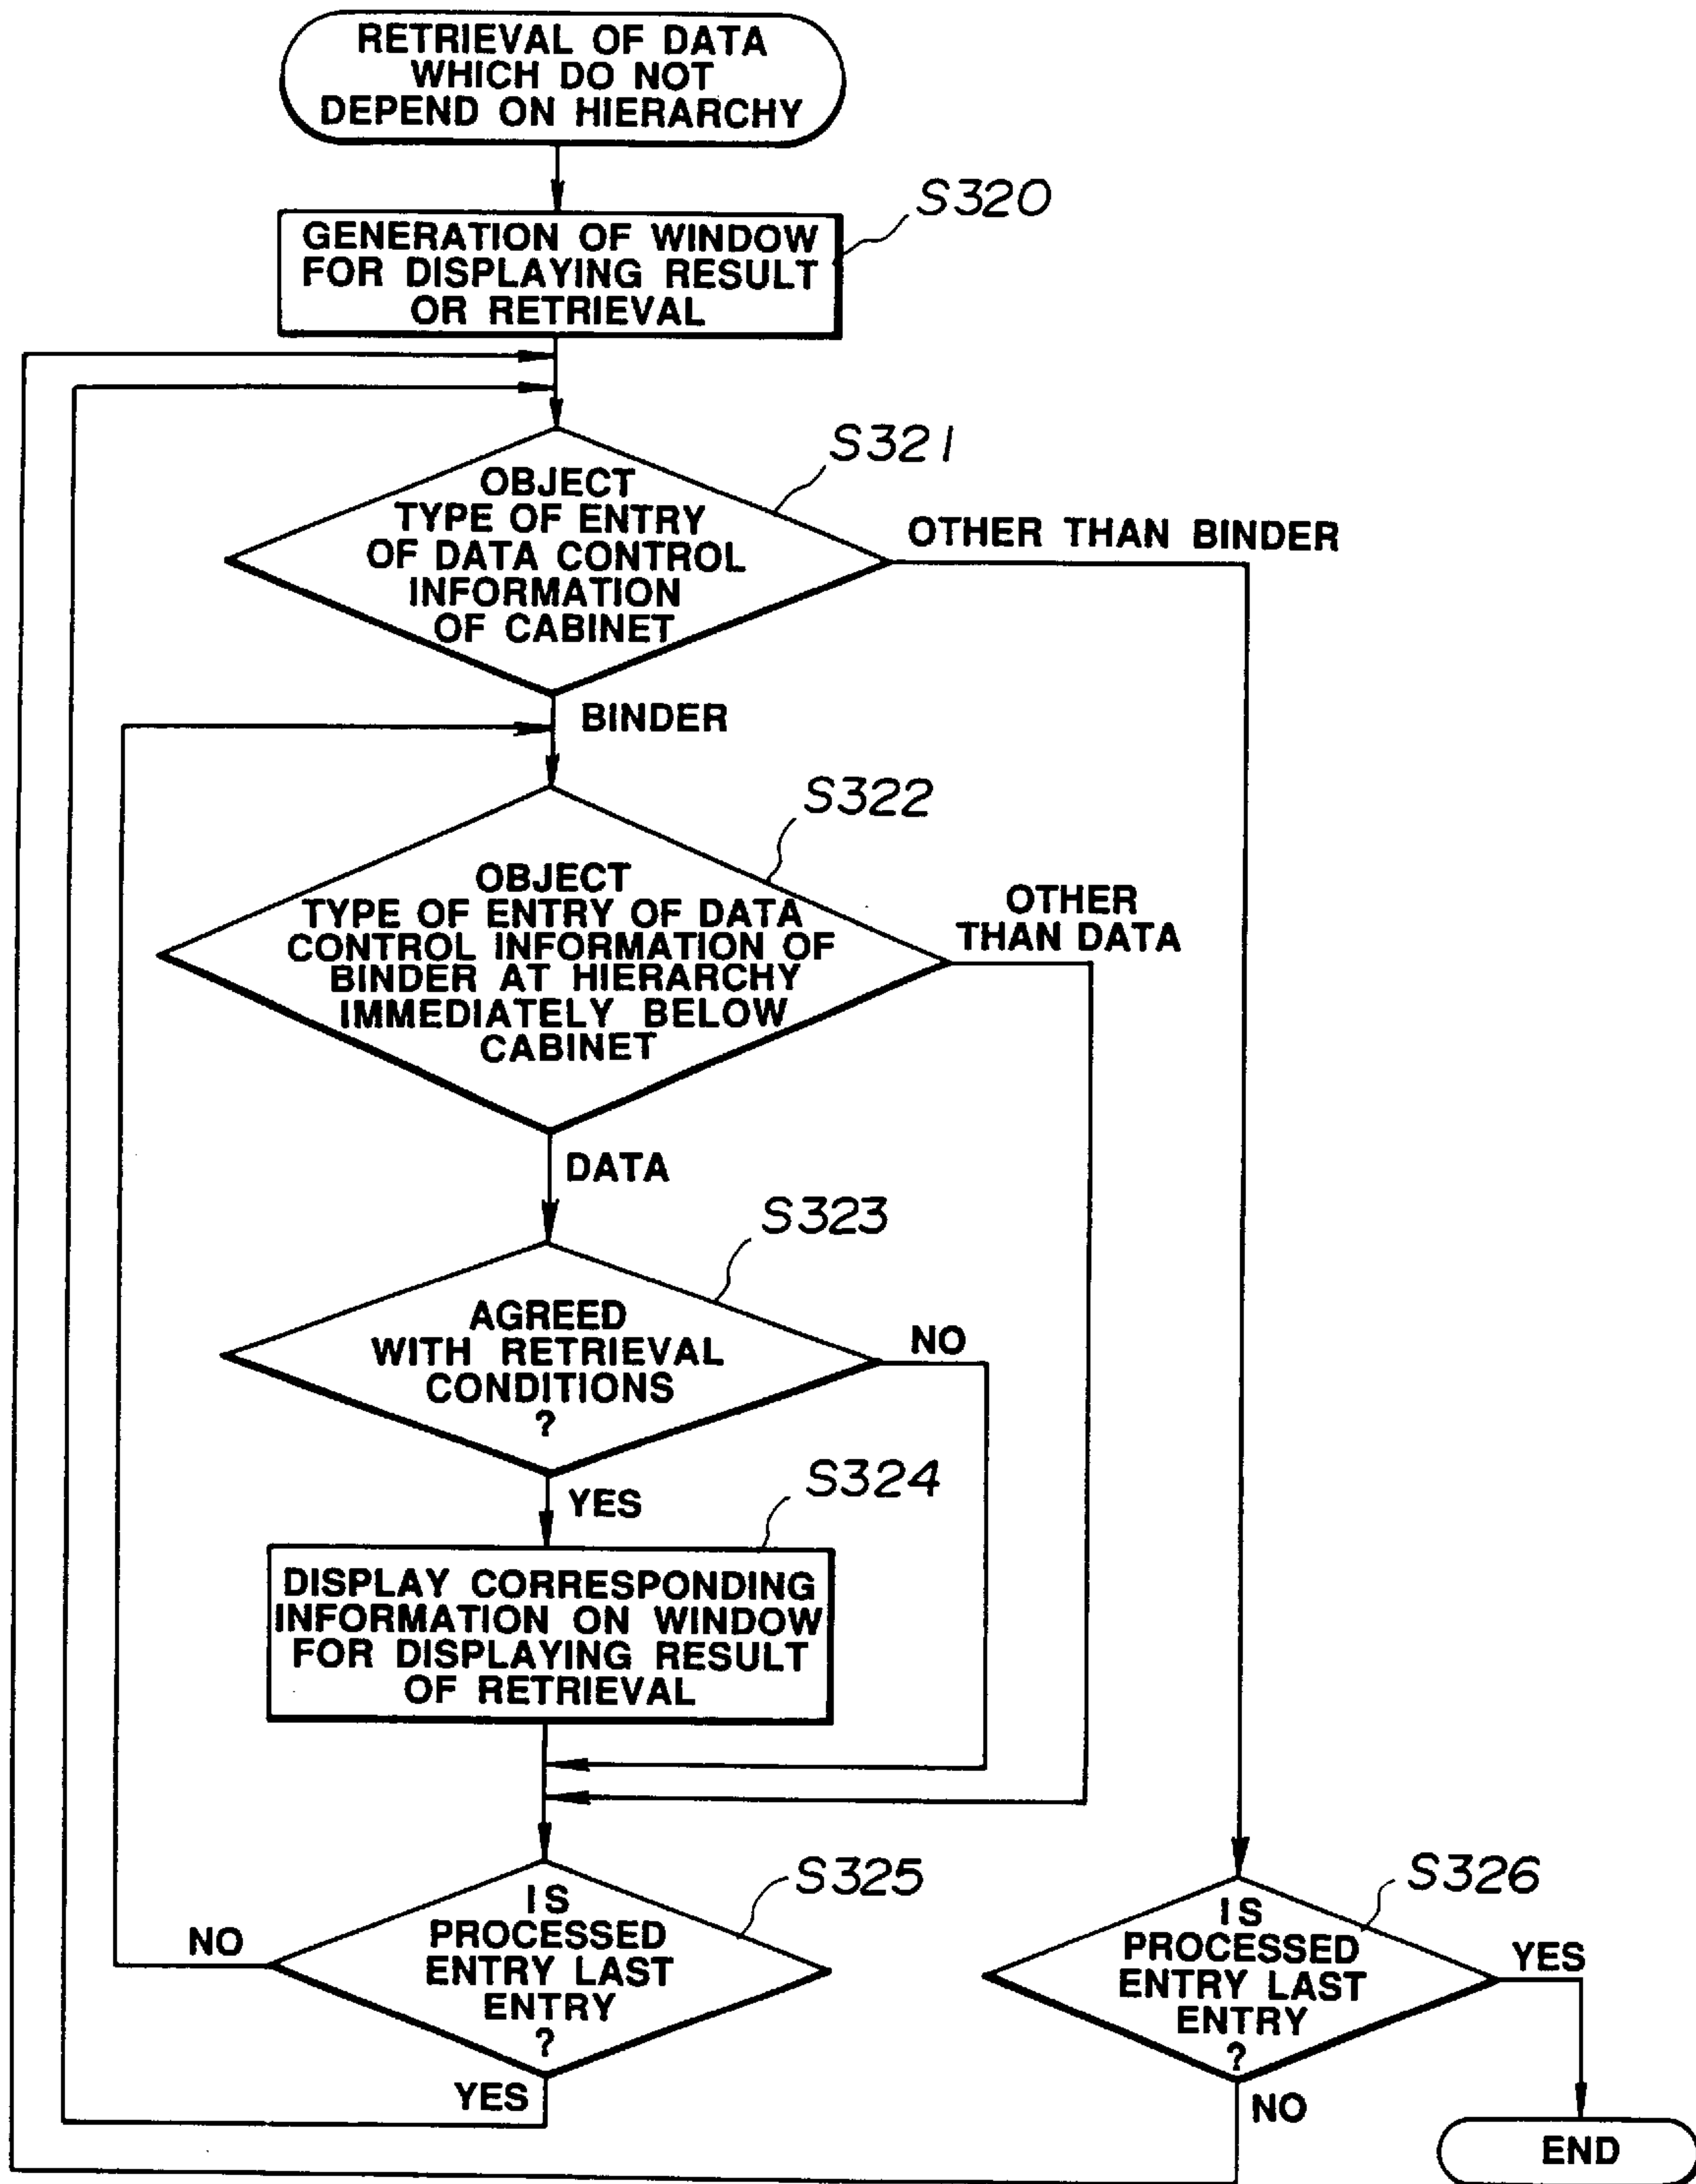 RETRIEVAL OF DATA
WHICH DO NOT
DEPEND ON HIERARCHY
S320
GENERATION OF WINDOW
FOR DISPLAYING RESULT
OR RETRIEVAL
S321
OBJECT
TYPE OF ENTRY
OF DATA CONTROL
INFORMATION
OF CABINET
OTHER THAN BINDER
BINDER
S322
OBJECT
TYPE OF ENTRY OF DATA
CONTROL INFORMATION OF
BINDER AT HIERARCHY
IMMEDIATELY BELOW
CABINET
OTHER
THAN DATA
DATA
S323
AGREED
WITH RETRIEVAL
CONDITIONS
?
NO
YES
S324
DISPLAY CORRESPONDING
INFORMATION ON WINDOW
FOR DISPLAYING RESULT
OF RETRIEVAL
S325
IS
PROCESSED
ENTRY LAST
ENTRY
?
NO
YES
S326
IS
PROCESSED
ENTRY LAST
ENTRY
?
YES
NO
END